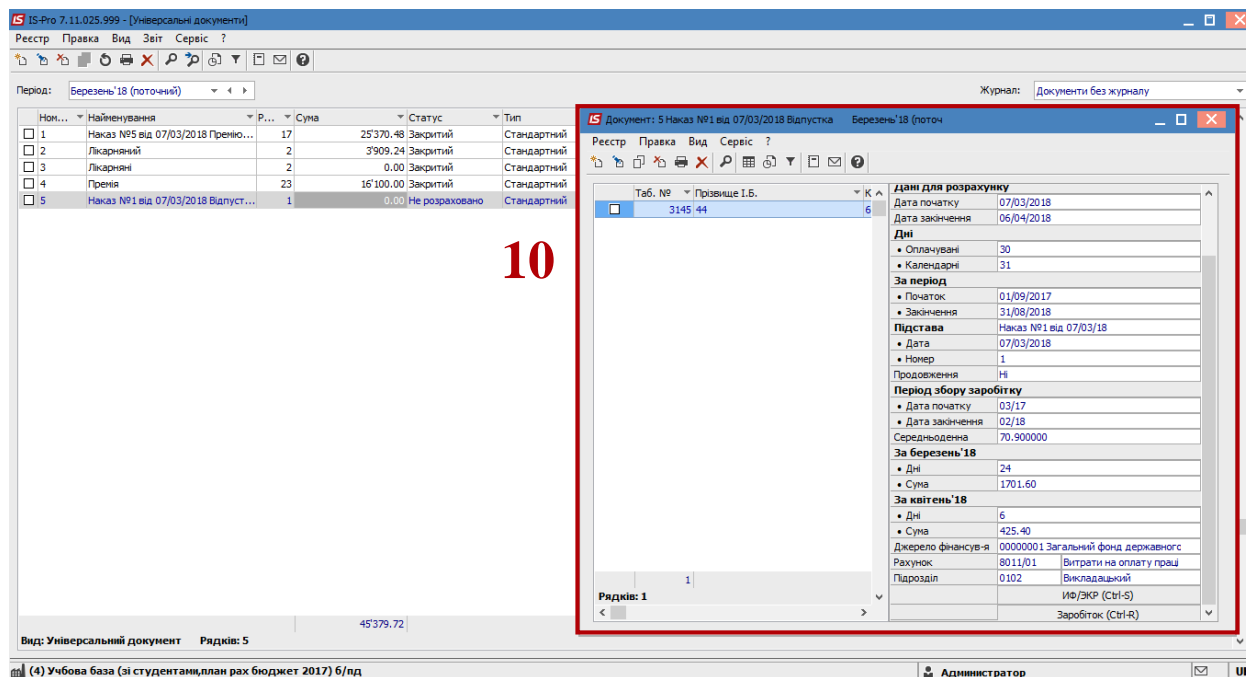 IS-Pro 7.11.025.999 - [Універсальні документи]
Реєстр Правка Вид Звіт Сервіс ?
Період: Березень'18 (поточний) Журнал: Документи без журналу
Ном... Найменування Р... Сума Статус Тип
1 Наказ №5 від 07/03/2018 Премію... 17 25'370.48 Закритий Стандартний
2 Лікарняний 2 3'909.24 Закритий Стандартний
3 Лікарняні 2 0.00 Закритий Стандартний
4 Премія 23 16'100.00 Закритий Стандартний
5 Наказ №1 від 07/03/2018 Відпуст... 1 0.00 Не розраховано Стандартний
10
45'379.72
Вид: Універсальний документ Рядків: 5
Документ: 5 Наказ №1 від 07/03/2018 Відпустка Березень'18 (поточ
Реєстр Правка Вид Сервіс ?
Таб. № Прізвище І.Б. К
3145 44 6
1
Рядків: 1
Дані для розрахунку
Дата початку 07/03/2018
Дата закінчення 06/04/2018
Дні
• Оплачувані 30
• Календарні 31
За період
• Початок 01/09/2017
• Закінчення 31/08/2018
Підстава Наказ №1 від 07/03/18
• Дата 07/03/2018
• Номер 1
Продовження Ні
Період збору заробітку
• Дата початку 03/17
• Дата закінчення 02/18
Середньоденна 70.900000
За березень'18
• Дні 24
• Сума 1701.60
За квітень'18
• Дні 6
• Сума 425.40
Джерело фінансув-я 00000001 Загальний фонд державногс
Рахунок 8011/01 Витрати на оплату праці
Підрозділ 0102 Викладацький
ИФ/ЭКР (Ctrl-S)
Заробіток (Ctrl-R)
(4) Учбова база (зі студентами,план рах бюджет 2017) б/пд Администратор